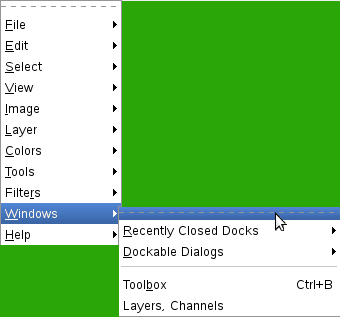 File
Edit
Select
View
Image
Layer
Colors
Tools
Filters
Windows
Help
Recently Closed Docks
Dockable Dialogs
Toolbox Ctrl+B
Layers, Channels